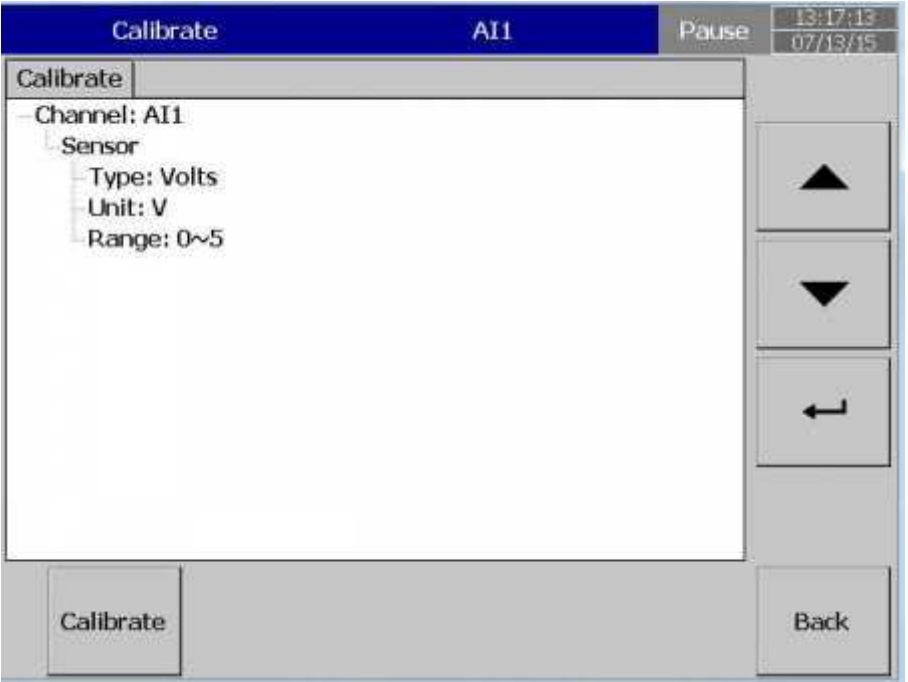 Calibrate AI1 Pause 13:17:13
07/13/15
Calibrate
Channel: AI1
Sensor
Type: Volts
Unit: V
Range: 0~5
Calibrate Back